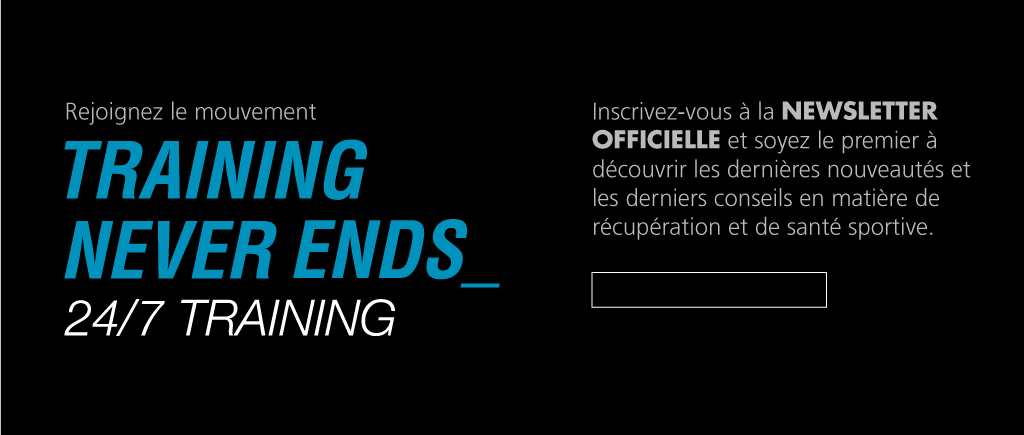 Rejoignez le mouvement
TRAINING
NEVER ENDS_
24/7 TRAINING
Inscrivez-vous à la NEWSLETTER
OFFICIELLE et soyez le premier à
découvrir les dernières nouveautés et
les derniers conseils en matière de
récupération et de santé sportive.